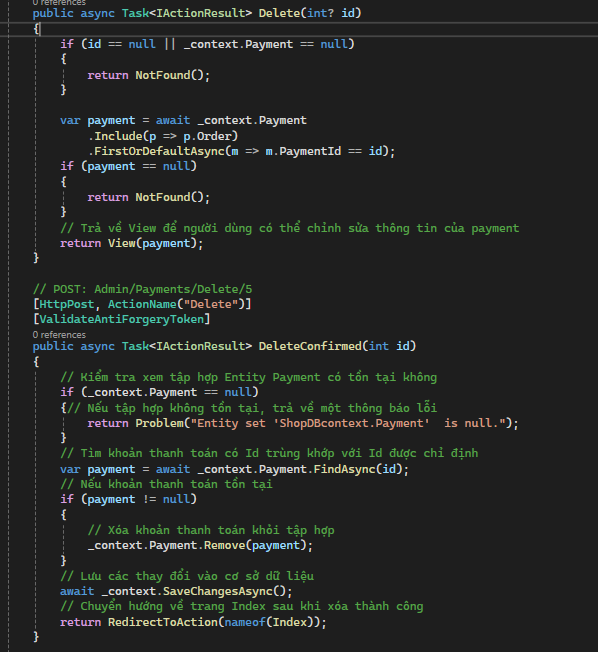 0 references
public async Task<IActionResult> Delete(int? id)
{
if (id == null || _context.Payment == null)
{
return NotFound();
}
var payment = await _context.Payment
.Include(p => p.Order)
.FirstOrDefaultAsync(m => m.PaymentId == id);
if (payment == null)
{
return NotFound();
}
// Trả về View để người dùng có thể chỉnh sửa thông tin của payment
return View(payment);
}
// POST: Admin/Payments/Delete/5
[HttpPost, ActionName("Delete")]
[ValidateAntiForgeryToken]
0 references
public async Task<IActionResult> DeleteConfirmed(int id)
{
// Kiểm tra xem tập hợp Entity Payment có tồn tại không
if (_context.Payment == null)
{// Nếu tập hợp không tồn tại, trả về một thông báo lỗi
return Problem("Entity set 'ShopDBcontext.Payment'  is null.");
}
// Tìm khoản thanh toán có Id trùng khớp với Id được chỉ định
var payment = await _context.Payment.FindAsync(id);
// Nếu khoản thanh toán tồn tại
if (payment != null)
{
// Xóa khoản thanh toán khỏi tập hợp
_context.Payment.Remove(payment);
}
// Lưu các thay đổi vào cơ sở dữ liệu
await _context.SaveChangesAsync();
// Chuyển hướng về trang Index sau khi xóa thành công
return RedirectToAction(nameof(Index));
}